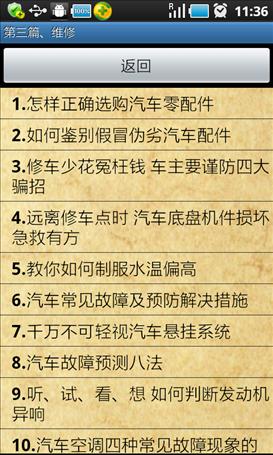 R
100%
11:36
第三篇、维修
返回
1.怎样正确选购汽车零配件
2.如何鉴别假冒伪劣汽车配件
3.修车少花冤枉钱 车主要谨防四大
骗招
4.远离修车点时 汽车底盘机件损坏
急救有方
5.教你如何制服水温偏高
6.汽车常见故障及预防解决措施
7.千万不可轻视汽车悬挂系统
8.汽车故障预测八法
9.听、试、看、想 如何判断发动机
异响
10.汽车空调四种常见故障现象的